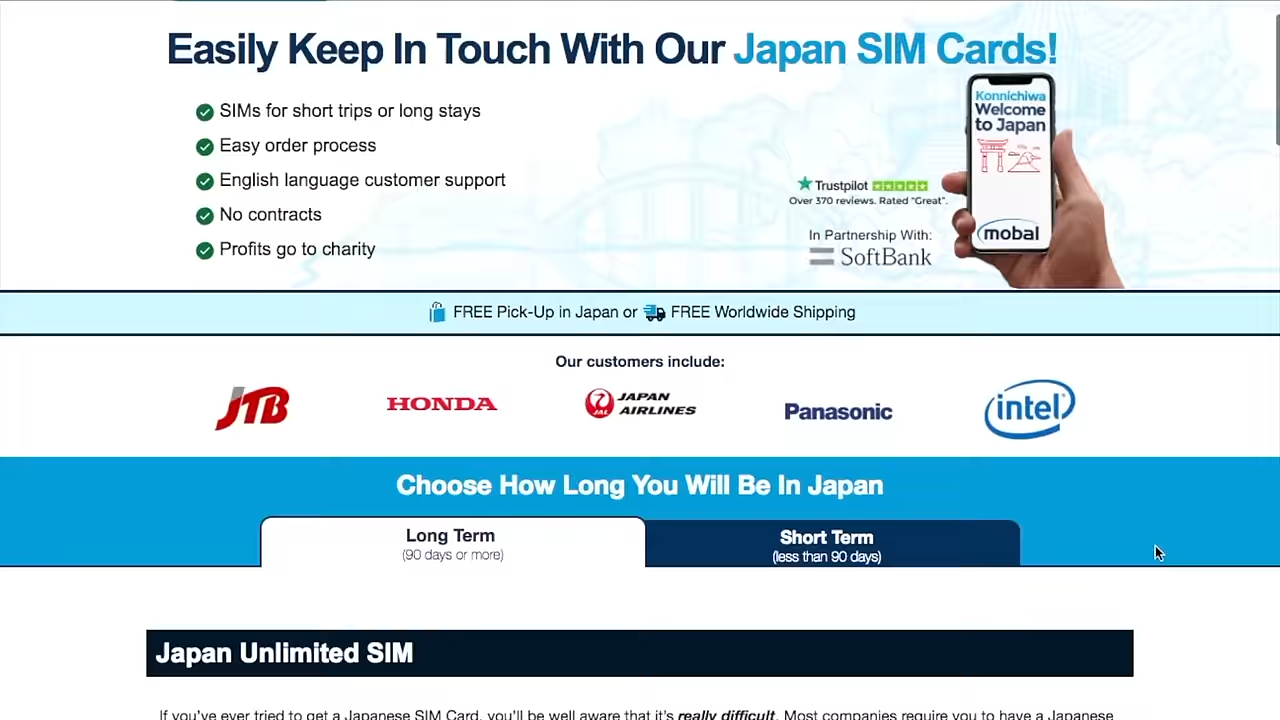 Easily Keep In Touch With Our Japan SIM Cards!
SIMs for short trips or long stays
Easy order process
English language customer support
No contracts
Profits go to charity
Konnichiwa
Welcome
to Japan
mobal
Trustpilot
Over 370 reviews. Rated "Great".
In Partnership With:
SoftBank
FREE Pick-Up in Japan or FREE Worldwide Shipping
Our customers include:
JTB
HONDA
JAL
JAPAN
AIRLINES
Panasonic
intel
Choose How Long You Will Be In Japan
Long Term
(90 days or more)
Short Term
(less than 90 days)
Japan Unlimited SIM
If you've ever tried to get a Japanese SIM Card, you'll be well aware that it's really difficult. Most companies require you to have a Japanese